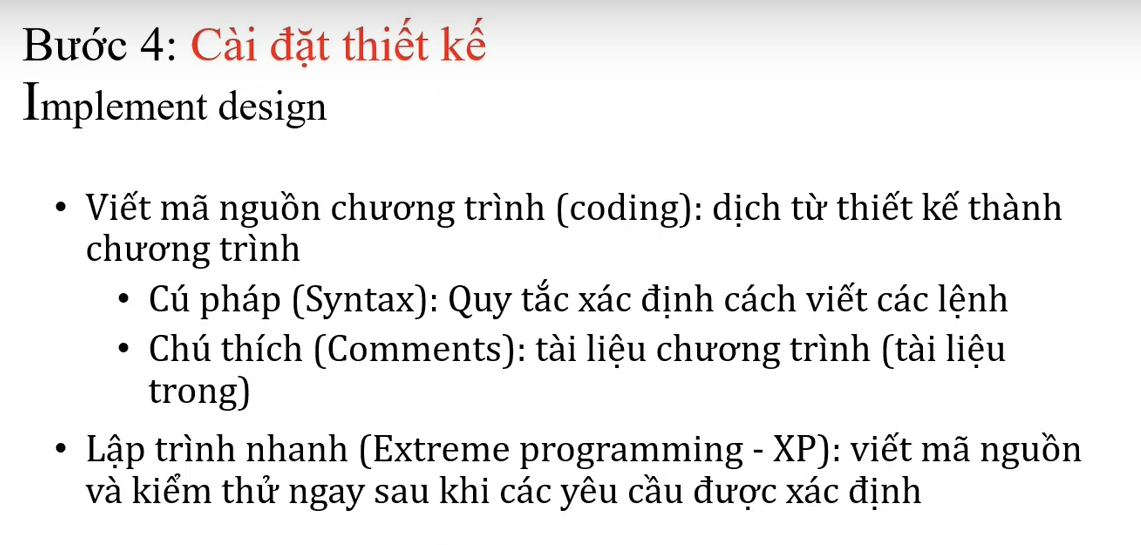 Bước 4: Cài đặt thiết kế
Implement design
• Viết mã nguồn chương trình (coding): dịch từ thiết kế thành
chương trình
• Cú pháp (Syntax): Quy tắc xác định cách viết các lệnh
• Chú thích (Comments): tài liệu chương trình (tài liệu
trong)
• Lập trình nhanh (Extreme programming - XP): viết mã nguồn
và kiểm thử ngay sau khi các yêu cầu được xác định